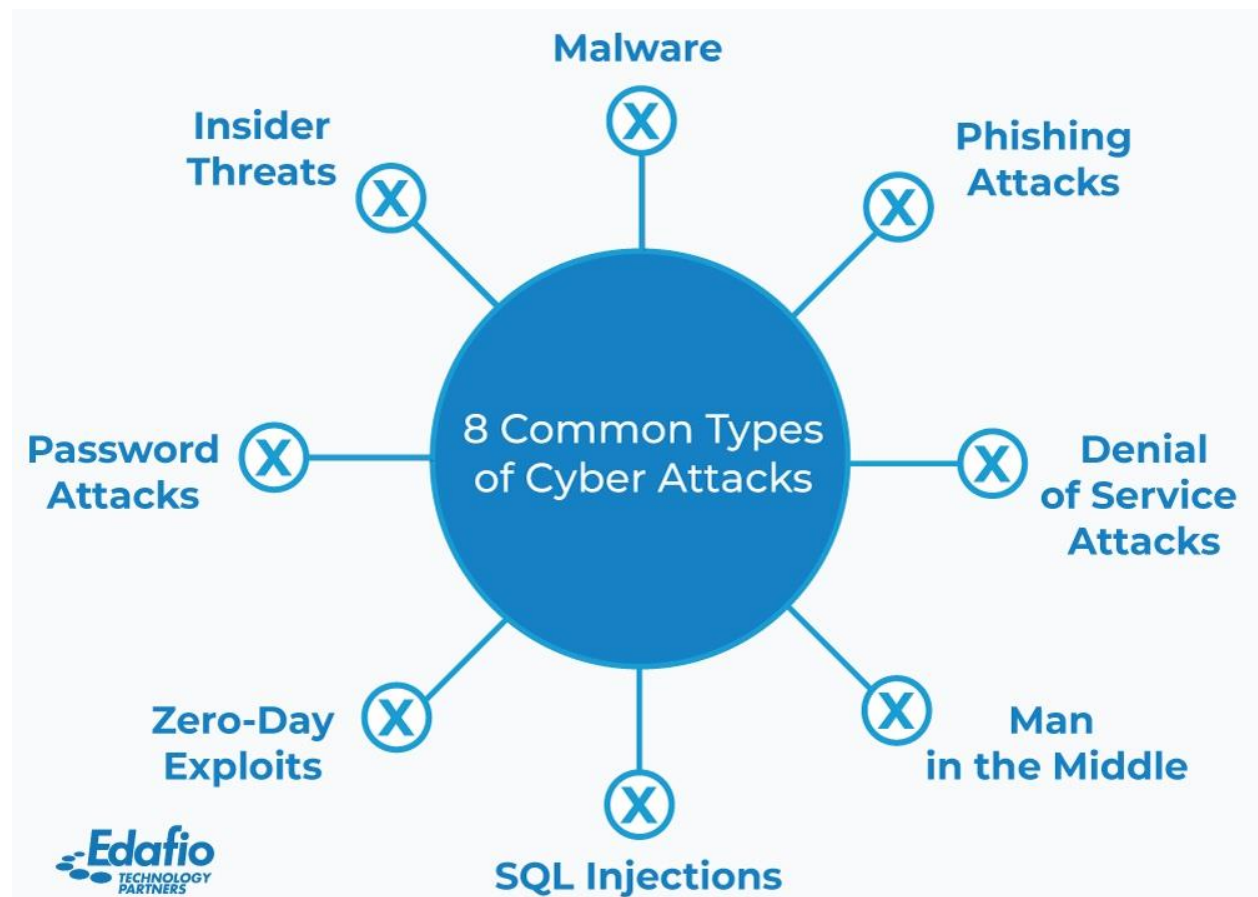 Malware
Phishing
Attacks
Denial
of Service
Attacks
Man
in the Middle
SQL Injections
Zero-Day
Exploits
Password
Attacks
Insider
Threats
8 Common Types
of Cyber Attacks
Edafio
TECHNOLOGY
PARTNERS